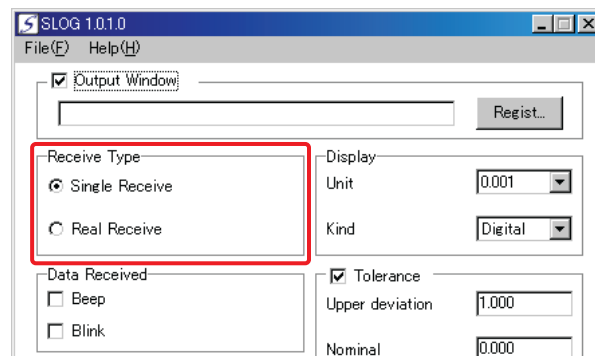 SLOG 1.0.1.0
File(F) Help(H)
Output Window
Regist...
Receive Type
Single Receive
Real Receive
Display
Unit 0.001
Kind Digital
Data Received
Beep
Blink
Tolerance
Upper deviation 1.000
Nominal 0.000